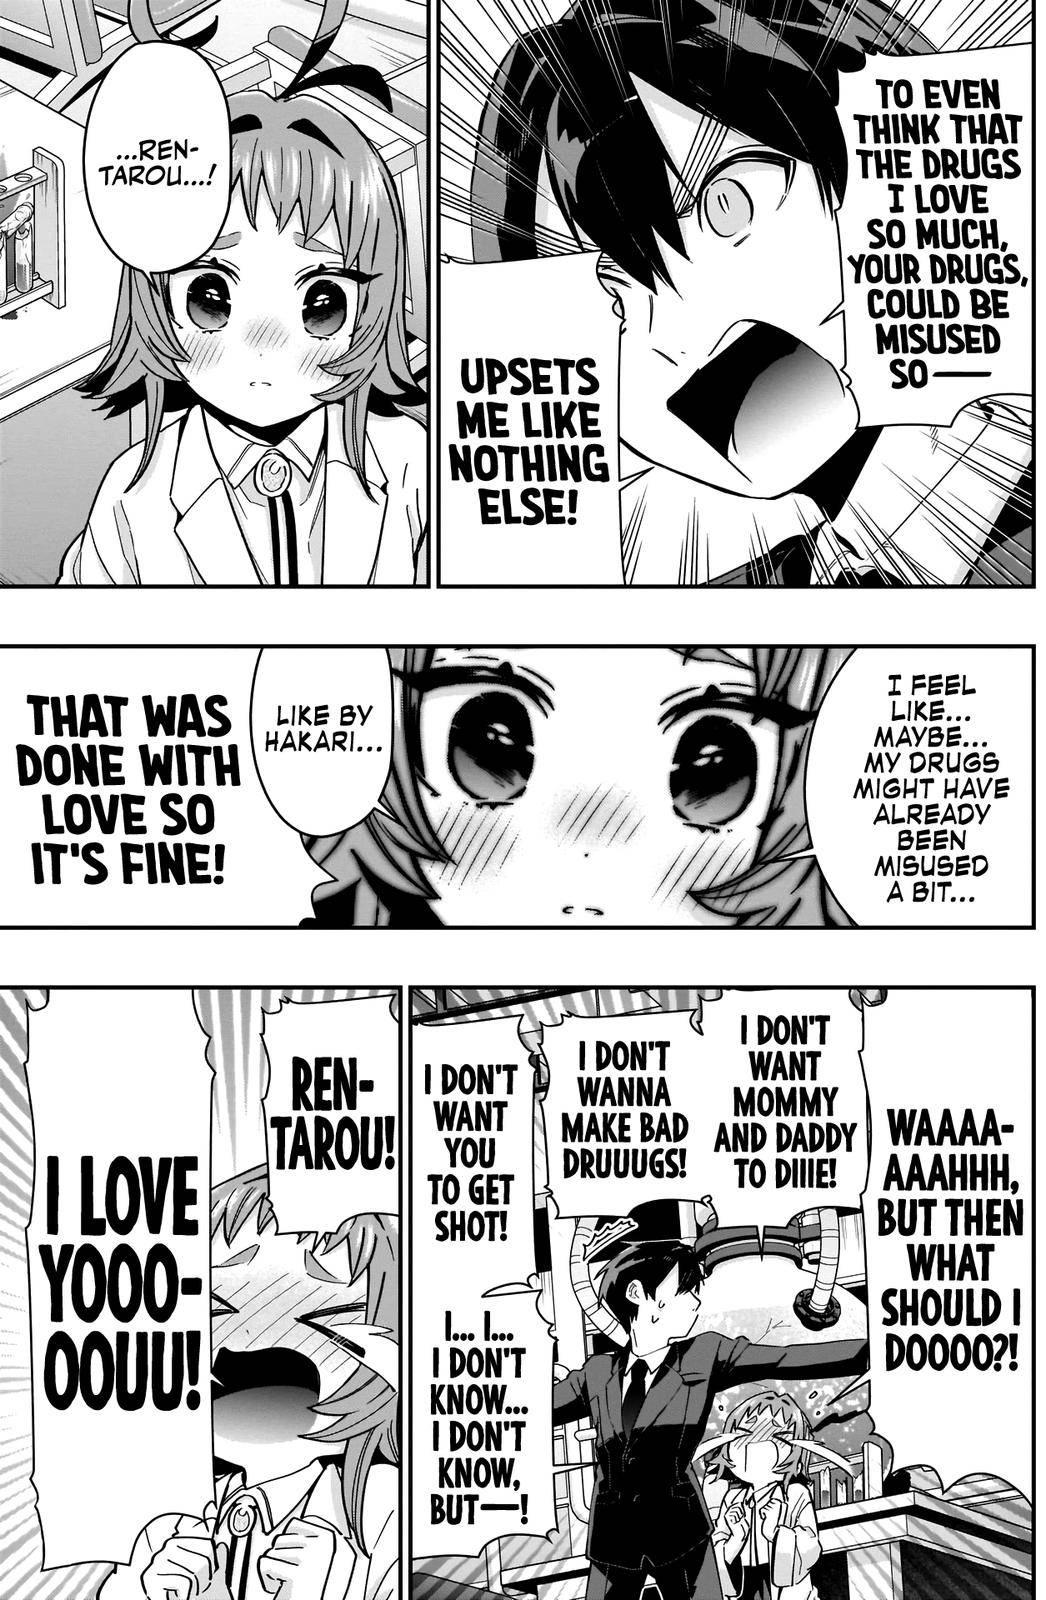 TO EVEN
THINK THAT
THE DRUGS
I LOVE
SO MUCH,
YOUR DRUGS,
COULD BE
MISUSED
SO——
UPSETS
ME LIKE
NOTHING
ELSE!
...REN-
TAROU...!
I FEEL
LIKE...
MAYBE...
MY DRUGS
MIGHT HAVE
ALREADY
BEEN
MISUSED
A BIT...
LIKE BY
HAKARI...
THAT WAS
DONE WITH
LOVE SO
IT'S FINE!
WAAAA-
AAAHHH,
BUT THEN
WHAT
SHOULD I
DOOOO?!
I DON'T
WANT
MOMMY
AND DADDY
TO DIIIE!
I DON'T
WANNA
MAKE BAD
DRUUUGS!
I DON'T
WANT
YOU
TO GET
SHOT!
I... I...
I DON'T
KNOW...
I DON'T
KNOW,
BUT——!
REN-
TAROU!
I LOVE
YOOO-
OOUU!